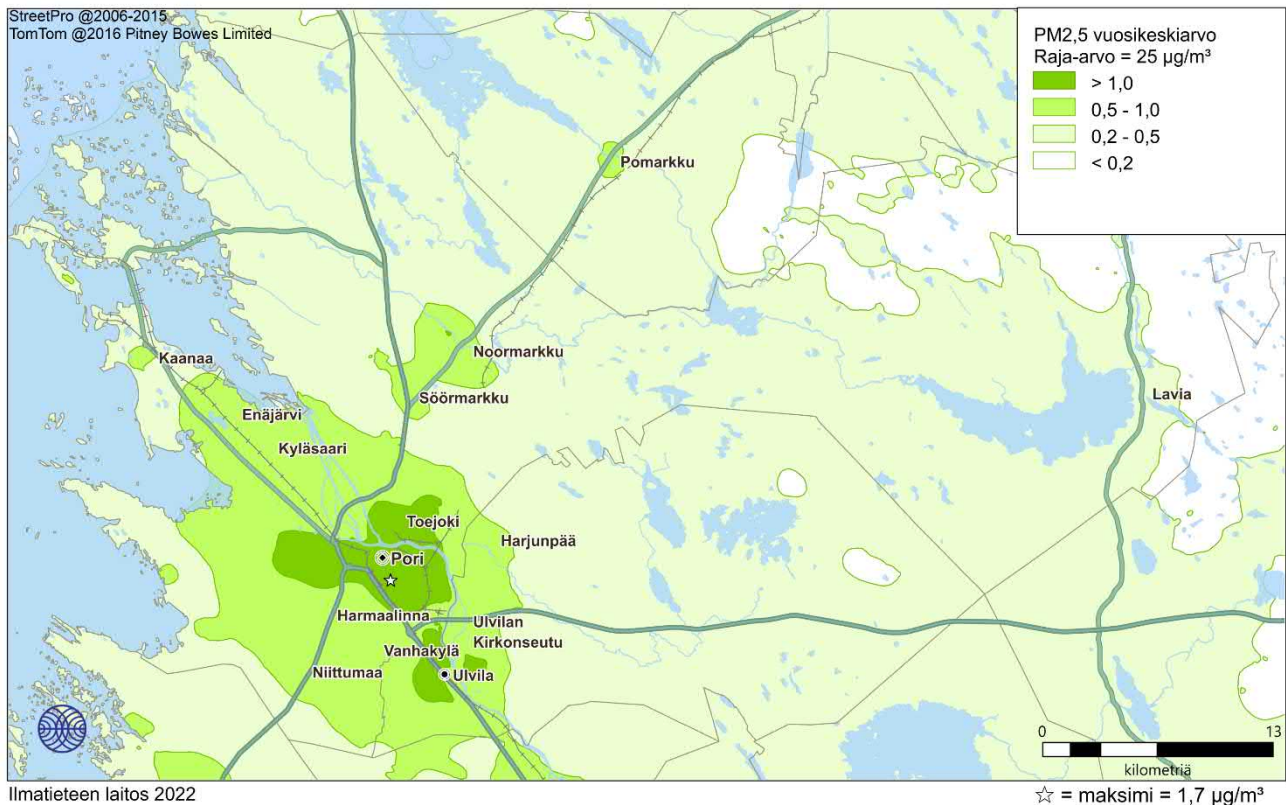 StreetPro @2006-2015
TomTom @2016 Pitney Bowes Limited
PM2,5 vuosikeskiarvo
Raja-arvo = 25 µg/m³
> 1,0
0,5 - 1,0
0,2 - 0,5
< 0,2
Pomarkku
Noormarkku
Kaanaa
Söörmarkku
Lavia
Enäjärvi
Kyläsaari
Toejoki
Harjunpää
Pori
Harmaalinna
Ulvilan
Kirkonseutu
Vanhakylä
Niittumaa
Ulvila
0 13
kilometriä
Ilmatieteen laitos 2022
☆ = maksimi = 1,7 µg/m³